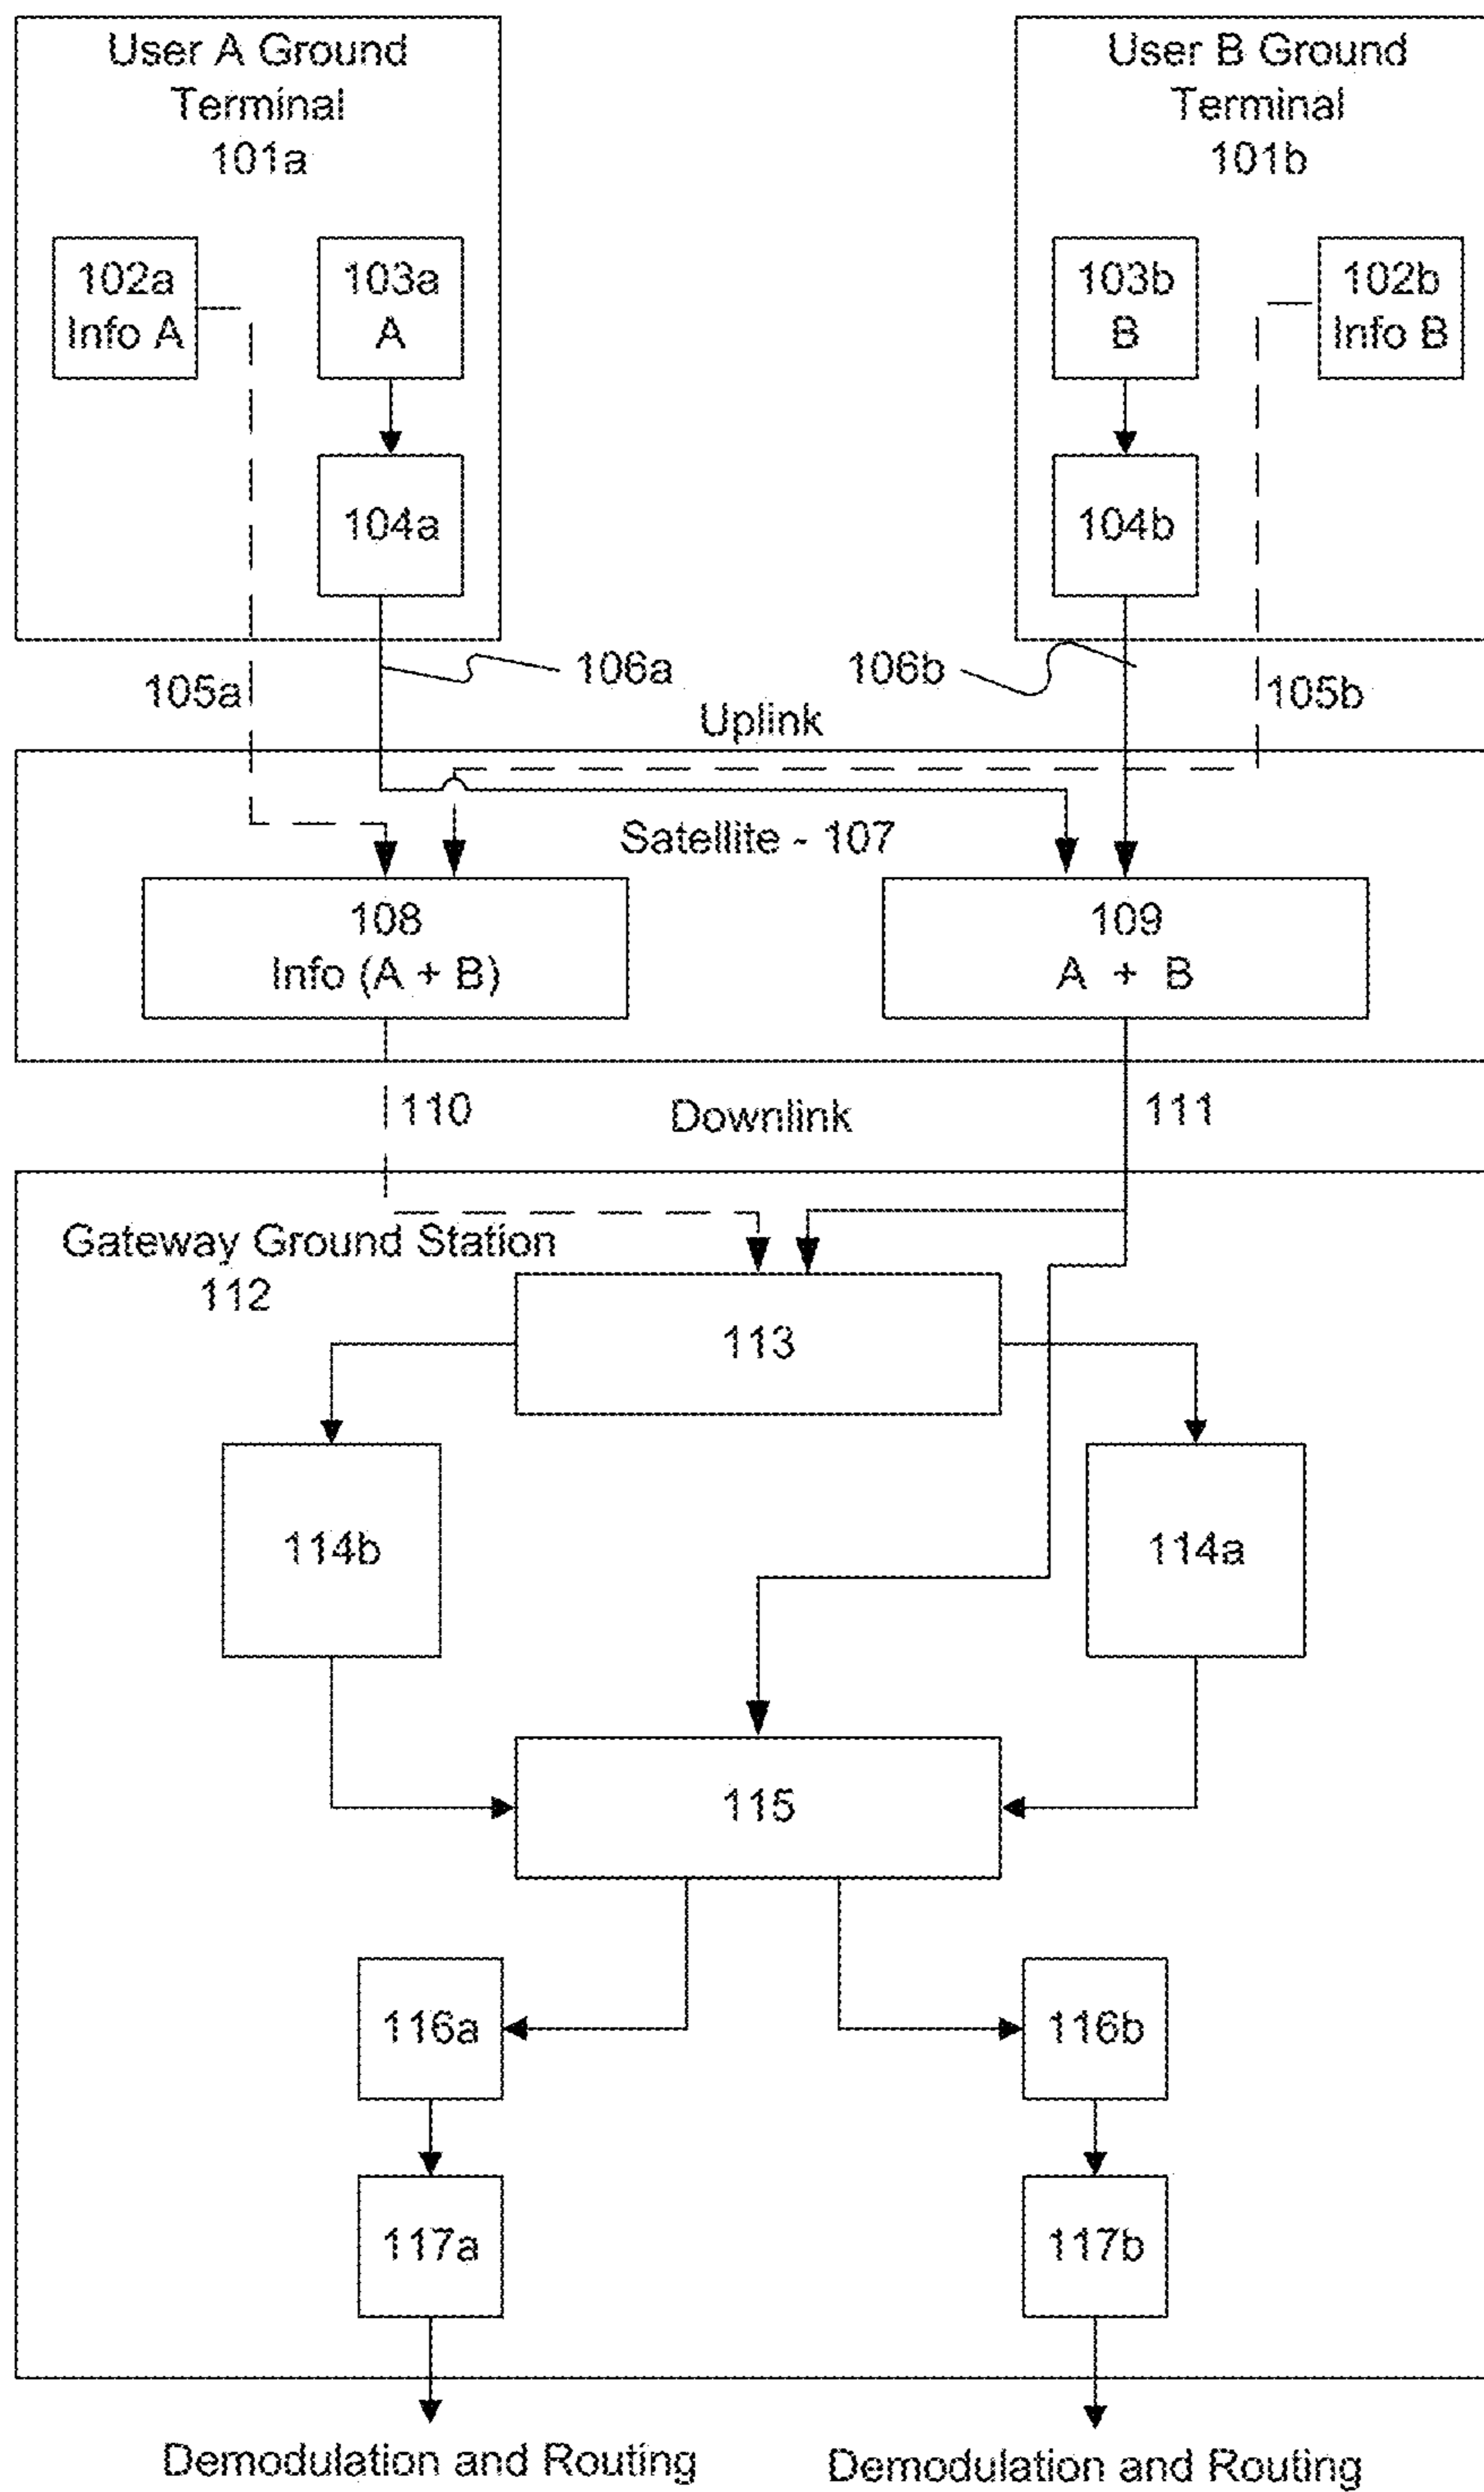 User A Ground
Terminal
101a
User B Ground
Terminal
101b
102a
Info A
103a
A
103b
B
102b
Info B
104a
104b
105a
106a
106b
105b
Uplink
Satellite - 107
108
Info (A + B)
109
A + B
110
Downlink
111
Gateway Ground Station
112
113
114b
114a
115
116a
116b
117a
117b
Demodulation and Routing
Demodulation and Routing